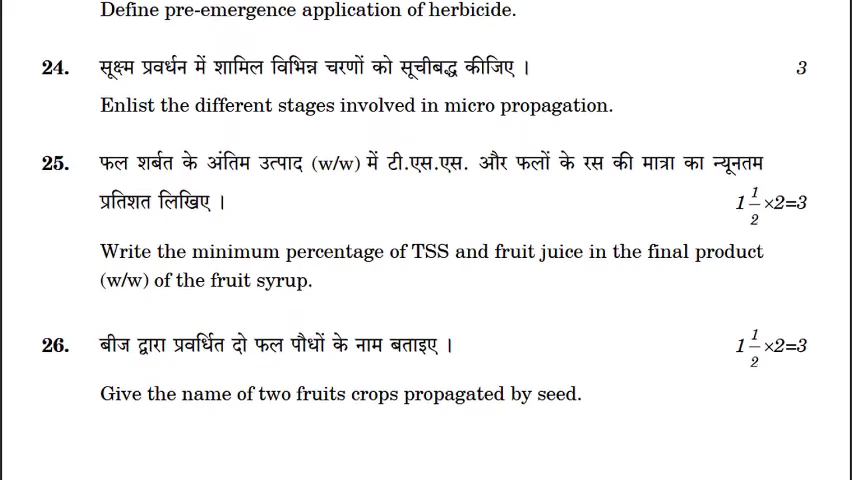 Define pre-emergence application of herbicide.
24. सूक्ष्म प्रवर्धन में शामिल विभिन्न चरणों को सूचीबद्ध कीजिए । 3
Enlist the different stages involved in micro propagation.
25. फल शर्बत के अंतिम उत्पाद (w/w) में टी.एस.एस. और फलों के रस की मात्रा का न्यूनतम
प्रतिशत लिखिए । 1 1/2 ×2=3
Write the minimum percentage of TSS and fruit juice in the final product
(w/w) of the fruit syrup.
26. बीज द्वारा प्रवर्धित दो फल पौधों के नाम बताइए । 1 1/2 ×2=3
Give the name of two fruits crops propagated by seed.